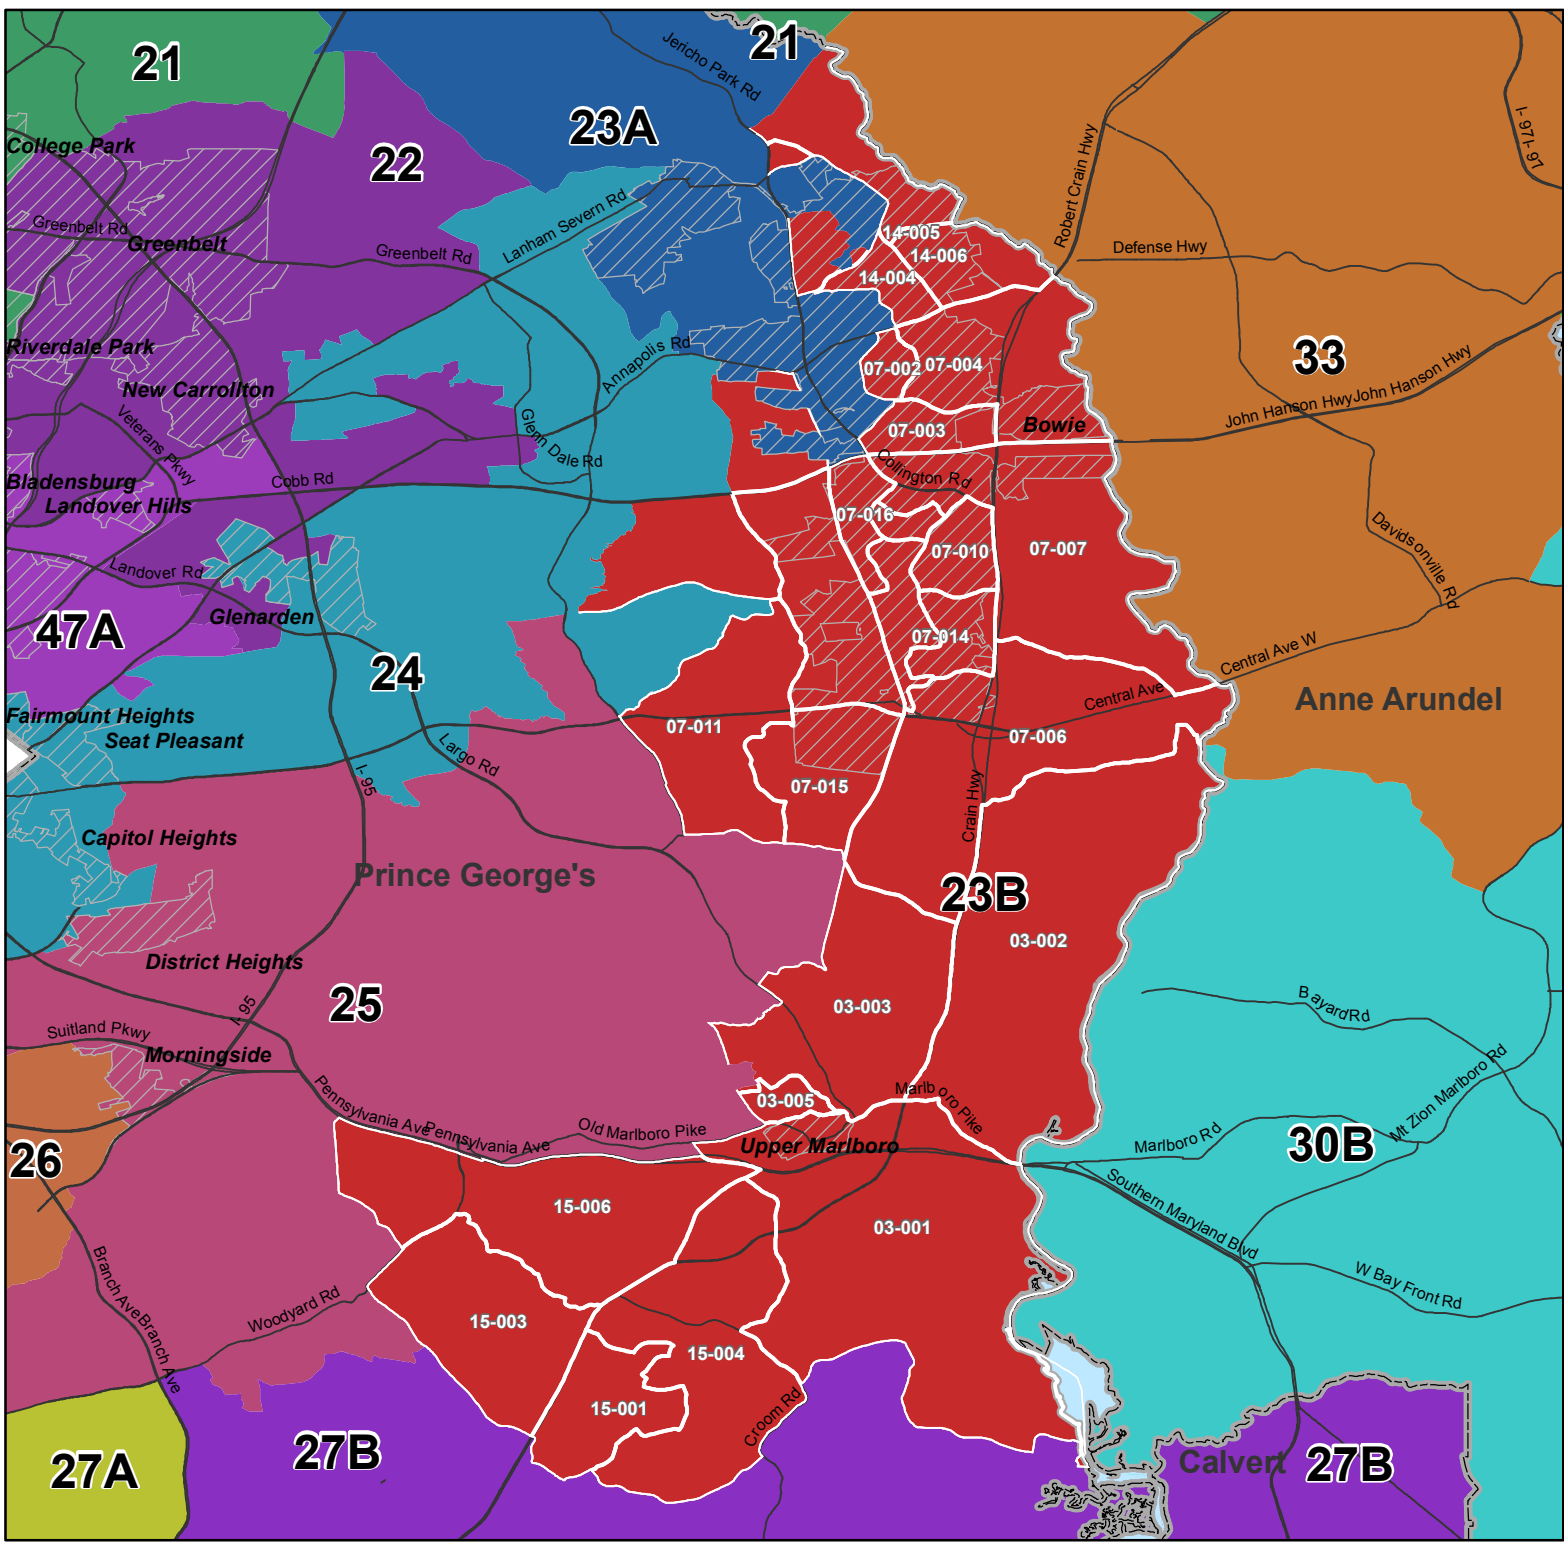 21
21
Jericho Park Rd
23A
I- 97I- 97
College Park
22
Robert Crain Hwy
Greenbelt Rd
Greenbelt
Greenbelt Rd
Lanham Severn Rd
14-005
14-006
14-004
Defense Hwy
Riverdale Park
Annapolis Rd
33
New Carrollton
07-002
07-004
John Hanson Hwy
John Hanson Hwy
Veterans Pkwy
Glenn Dale Rd
07-003
Bowie
Bladensburg
Landover Hills
Cobb Rd
Collington Rd
07-016
07-010
07-007
Davidsonville Rd
Landover Rd
Glenarden
47A
07-014
24
Central Ave W
Central Ave
Anne Arundel
Fairmount Heights
Seat Pleasant
07-011
07-006
Largo Rd
I- 95
07-015
Crain Hwy
Capitol Heights
Prince George's
23B
03-002
District Heights
25
03-003
I- 95
Bayard Rd
Suitland Pkwy
Morningside
Mt Zion Marlboro Rd
Pennsylvania Ave
Pennsylvania Ave
Old Marlboro Pike
03-005
Marlboro Pike
Upper Marlboro
Marlboro Rd
30B
26
Southern Maryland Blvd
15-006
03-001
Branch Ave
Branch Ave
Woodyard Rd
W Bay Front Rd
15-003
15-004
15-001
Croom Rd
27A
27B
Calvert
27B